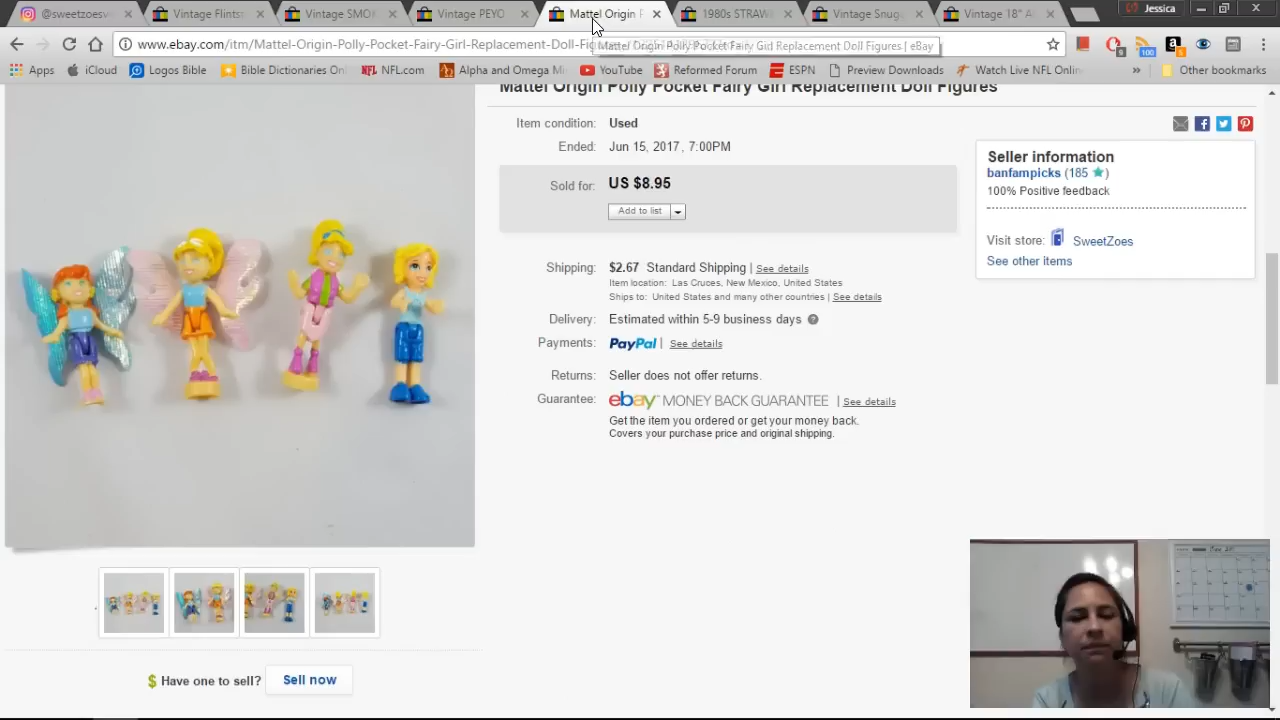 @sweetzoesv
Vintage Flints
Vintage SMO
Vintage PEYO
Mattel Origin P
1980s STRAW
Vintage Snug
Vintage 18" A
Jessica
www.ebay.com/itm/Mattel-Origin-Polly-Pocket-Fairy-Girl-Replacement-Doll-Fig
Mattel Origin Polly Pocket Fairy Girl Replacement Doll Figures | eBay
Apps
iCloud
Logos Bible
Bible Dictionaries On
NFL.com
Alpha and Omega Mi
YouTube
Reformed Forum
ESPN
Preview Downloads
Watch Live NFL Onlin
Other bookmarks
Mattel Origin Polly Pocket Fairy Girl Replacement Doll Figures
Item condition: Used
Ended: Jun 15, 2017 , 7:00PM
Sold for: US $8.95
Add to list
Shipping: $2.67 Standard Shipping | See details
Item location: Las Cruces, New Mexico, United States
Ships to: United States and many other countries | See details
Delivery: Estimated within 5-9 business days
Payments: PayPal | See details
Returns: Seller does not offer returns.
Guarantee: ebay MONEY BACK GUARANTEE | See details
Get the item you ordered or get your money back.
Covers your purchase price and original shipping.
Seller information
banfampicks (185)
100% Positive feedback
Visit store: SweetZoes
See other items
$ Have one to sell? Sell now